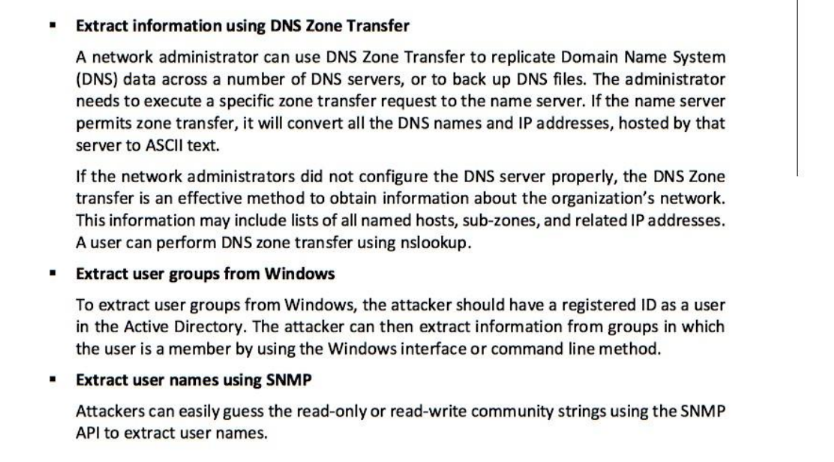 ▪ Extract information using DNS Zone Transfer
A network administrator can use DNS Zone Transfer to replicate Domain Name System
(DNS) data across a number of DNS servers, or to back up DNS files. The administrator
needs to execute a specific zone transfer request to the name server. If the name server
permits zone transfer, it will convert all the DNS names and IP addresses, hosted by that
server to ASCII text.
If the network administrators did not configure the DNS server properly, the DNS Zone
transfer is an effective method to obtain information about the organization's network.
This information may include lists of all named hosts, sub-zones, and related IP addresses.
A user can perform DNS zone transfer using nslookup.
▪ Extract user groups from Windows
To extract user groups from Windows, the attacker should have a registered ID as a user
in the Active Directory. The attacker can then extract information from groups in which
the user is a member by using the Windows interface or command line method.
▪ Extract user names using SNMP
Attackers can easily guess the read-only or read-write community strings using the SNMP
API to extract user names.